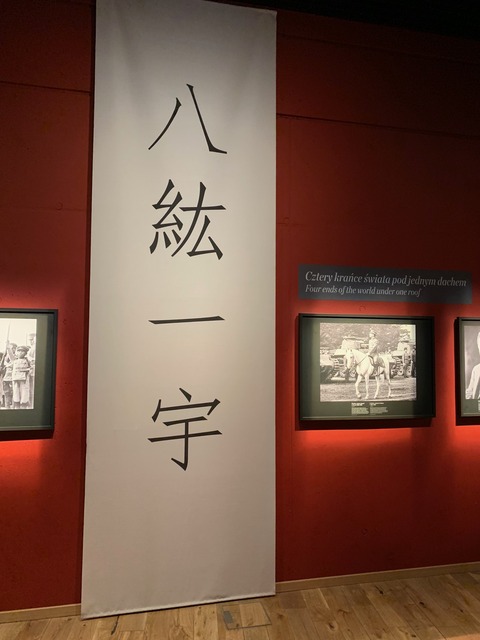 八紘一宇
Cztery krańce świata pod jednym dachem
Four ends of the world under one roof